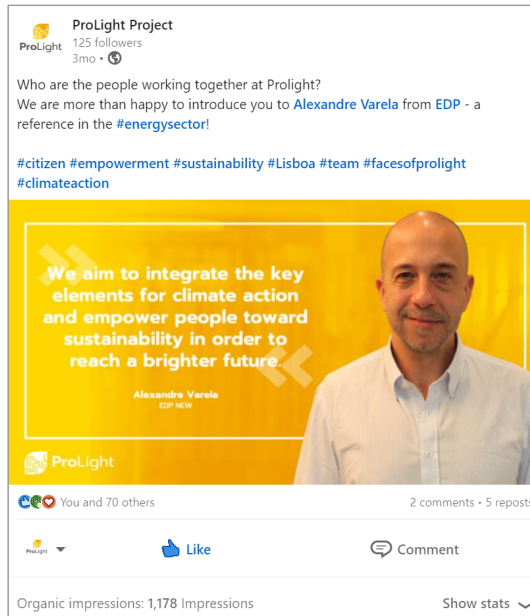 ProLight Project
ProLight
125 followers
3mo •
Who are the people working together at Prolight?
We are more than happy to introduce you to Alexandre Varela from EDP - a
reference in the #energysector!
#citizen #empowerment #sustainability #Lisboa #team #facesofprolight
#climateaction
We aim to integrate the key
elements for climate action
and empower people toward
sustainability in order to
reach a brighter future.
Alexandre Varela
EDP NEW
ProLight
You and 70 others
2 comments • 5 reposts
ProLight
Like
Comment
Organic impressions: 1,178 Impressions
Show stats